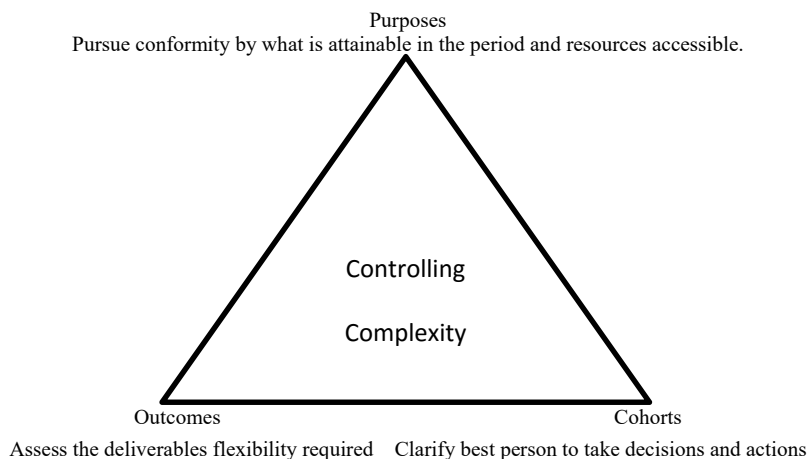 Purposes
Pursue conformity by what is attainable in the period and resources accessible.
Controlling
Complexity
Outcomes
Cohorts
Assess the deliverables flexibility required
Clarify best person to take decisions and actions